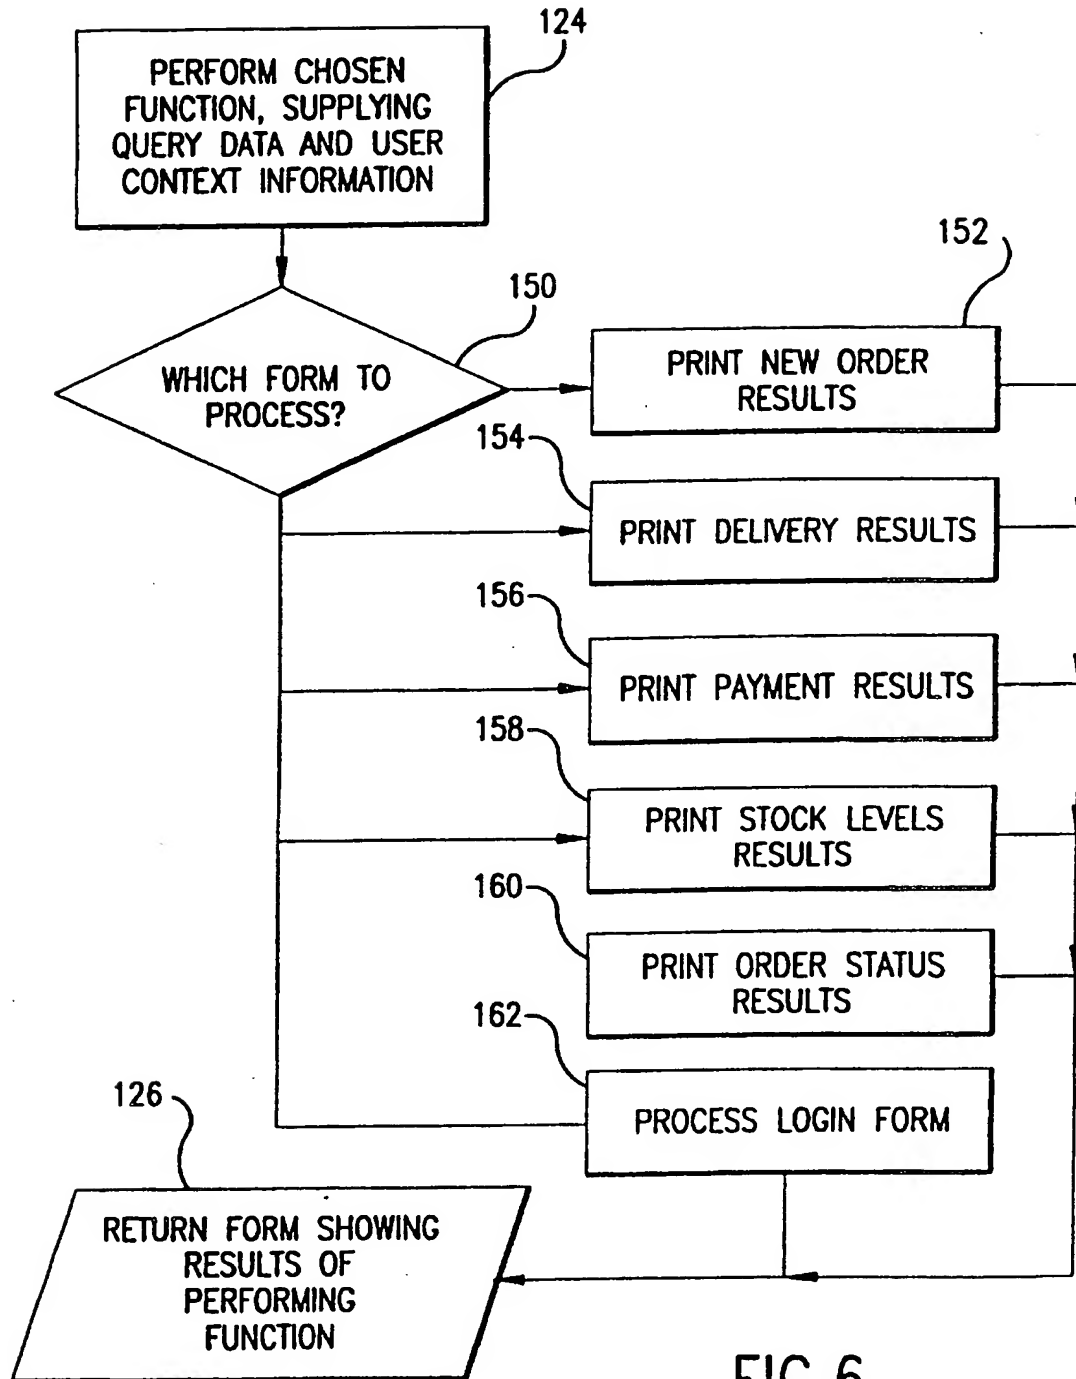 124
PERFORM CHOSEN
FUNCTION, SUPPLYING
QUERY DATA AND USER
CONTEXT INFORMATION
150
WHICH FORM TO
PROCESS?
152
PRINT NEW ORDER
RESULTS
154
PRINT DELIVERY RESULTS
156
PRINT PAYMENT RESULTS
158
PRINT STOCK LEVELS
RESULTS
160
PRINT ORDER STATUS
RESULTS
162
PROCESS LOGIN FORM
126
RETURN FORM SHOWING
RESULTS OF
PERFORMING
FUNCTION
FIG. 6